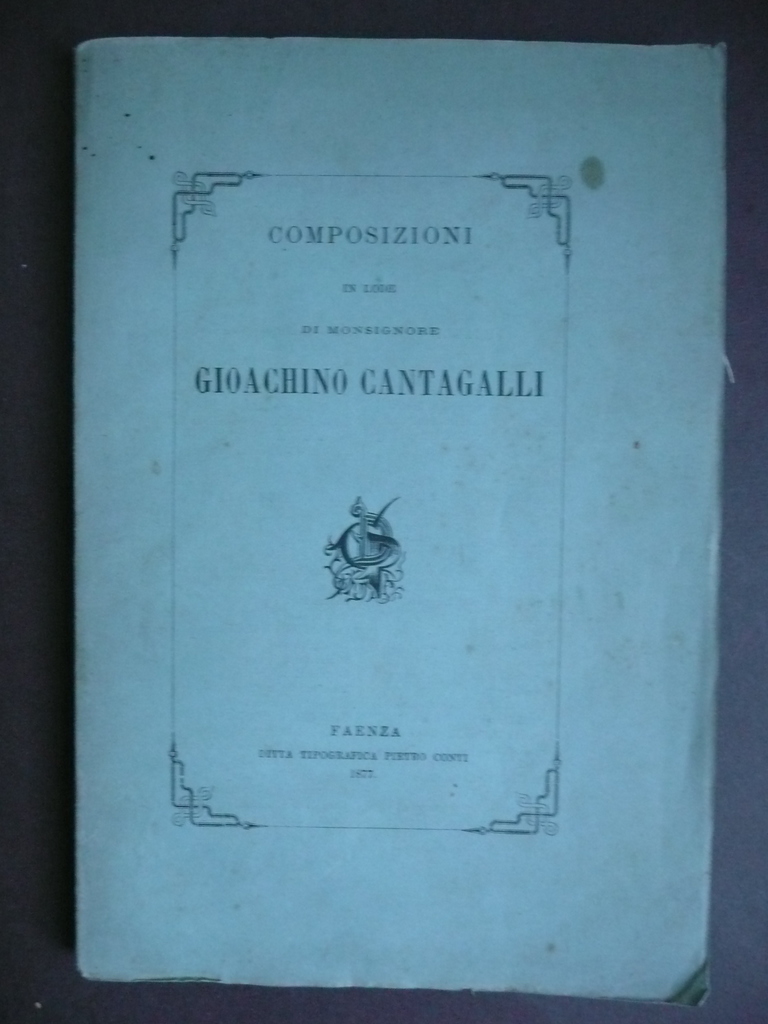 COMPOSIZIONI
IN LODE
DI MONSIGNORE
GIOACHINO CANTAGALLI
FAENZA
DITTA TIPOGRAFICA PIETRO CONTI
1877.